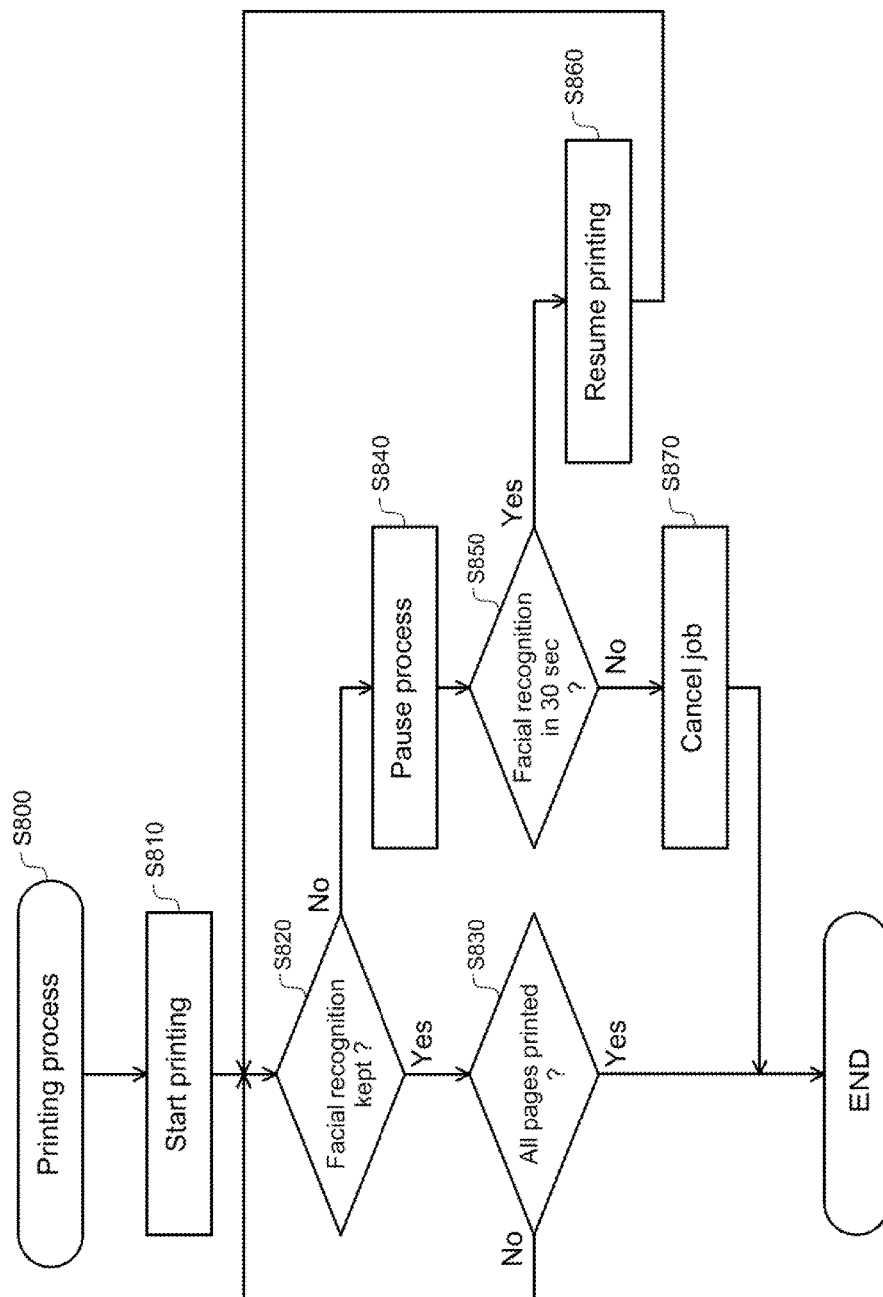 Printing process
S800
Start printing
S810
Facial recognition
kept ?
S820
No
Yes
All pages printed
?
S830
No
Yes
Pause process
S840
Facial recognition
in 30 sec
?
S850
Yes
No
Resume printing
S860
Cancel job
S870
END